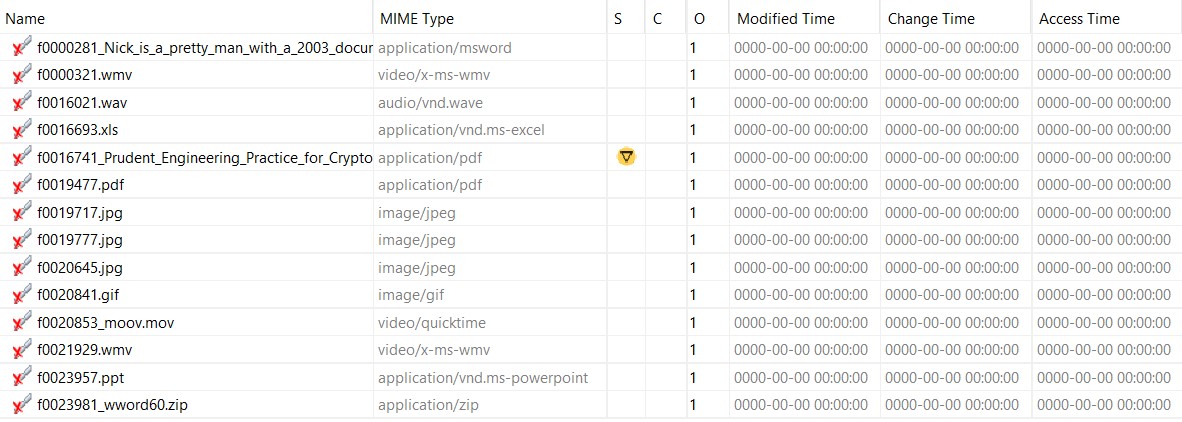 Name MIME Type S C O Modified Time Change Time Access Time
f0000281_Nick_is_a_pretty_man_with_a_2003_docur application/msword 1 0000-00-00 00:00:00 0000-00-00 00:00:00 0000-00-00 00:00:00
f0000321.wmv video/x-ms-wmv 1 0000-00-00 00:00:00 0000-00-00 00:00:00 0000-00-00 00:00:00
f0016021.wav audio/vnd.wave 1 0000-00-00 00:00:00 0000-00-00 00:00:00 0000-00-00 00:00:00
f0016693.xls application/vnd.ms-excel 1 0000-00-00 00:00:00 0000-00-00 00:00:00 0000-00-00 00:00:00
f0016741_Prudent_Engineering_Practice_for_Crypto application/pdf 1 0000-00-00 00:00:00 0000-00-00 00:00:00 0000-00-00 00:00:00
f0019477.pdf application/pdf 1 0000-00-00 00:00:00 0000-00-00 00:00:00 0000-00-00 00:00:00
f0019717.jpg image/jpeg 1 0000-00-00 00:00:00 0000-00-00 00:00:00 0000-00-00 00:00:00
f0019777.jpg image/jpeg 1 0000-00-00 00:00:00 0000-00-00 00:00:00 0000-00-00 00:00:00
f0020645.jpg image/jpeg 1 0000-00-00 00:00:00 0000-00-00 00:00:00 0000-00-00 00:00:00
f0020841.gif image/gif 1 0000-00-00 00:00:00 0000-00-00 00:00:00 0000-00-00 00:00:00
f0020853_moov.mov video/quicktime 1 0000-00-00 00:00:00 0000-00-00 00:00:00 0000-00-00 00:00:00
f0021929.wmv video/x-ms-wmv 1 0000-00-00 00:00:00 0000-00-00 00:00:00 0000-00-00 00:00:00
f0023957.ppt application/vnd.ms-powerpoint 1 0000-00-00 00:00:00 0000-00-00 00:00:00 0000-00-00 00:00:00
f0023981_wword60.zip application/zip 1 0000-00-00 00:00:00 0000-00-00 00:00:00 0000-00-00 00:00:00